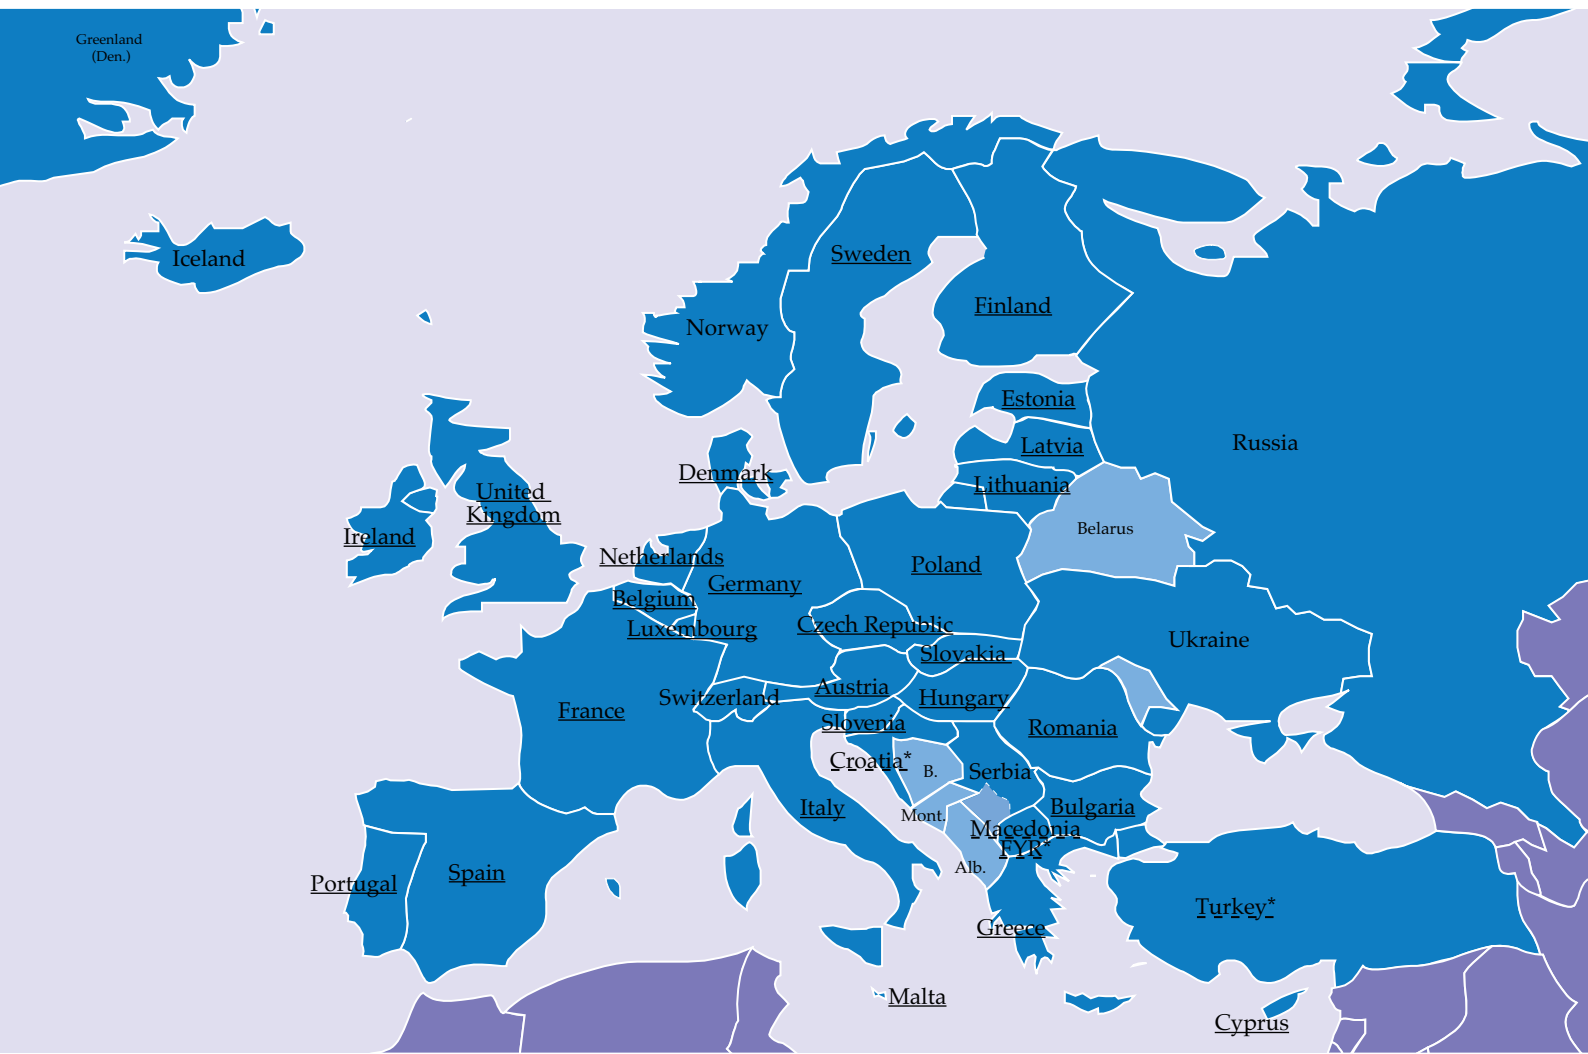 Greenland
(Den.)
Iceland
Sweden
Finland
Norway
Estonia
Russia
Latvia
Denmark
Lithuania
United
Kingdom
Belarus
Ireland
Netherlands
Poland
Germany
Belgium
Czech Republic
Luxembourg
Ukraine
Slovakia
Austria
Switzerland
Hungary
France
Slovenia
Romania
Croatia*
B.
Serbia
Italy
Bulgaria
Mont.
Macedonia
FYR*
Alb.
Spain
Portugal
Turkey*
Greece
Malta
Cyprus